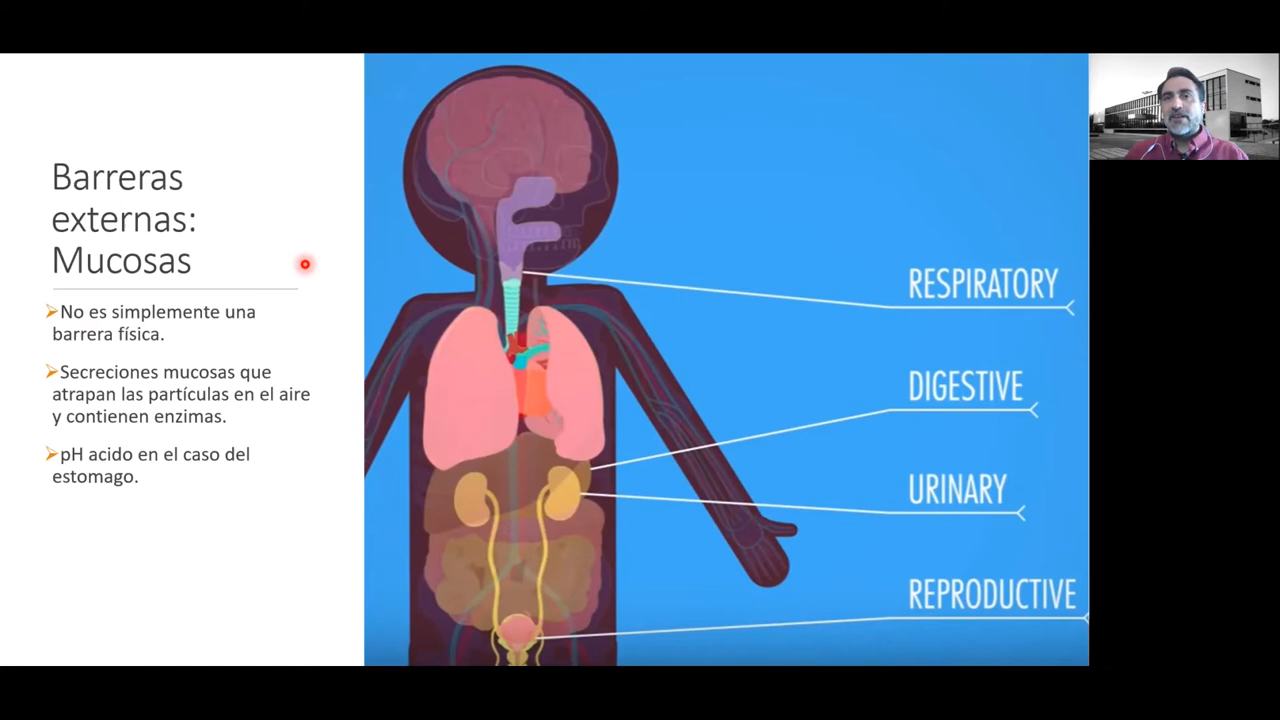 Barreras
externas:
Mucosas
No es simplemente una
barrera física.
Secreciones mucosas que
atrapan las partículas en el aire
y contienen enzimas.
pH acido en el caso del
estomago.
RESPIRATORY
DIGESTIVE
URINARY
REPRODUCTIVE